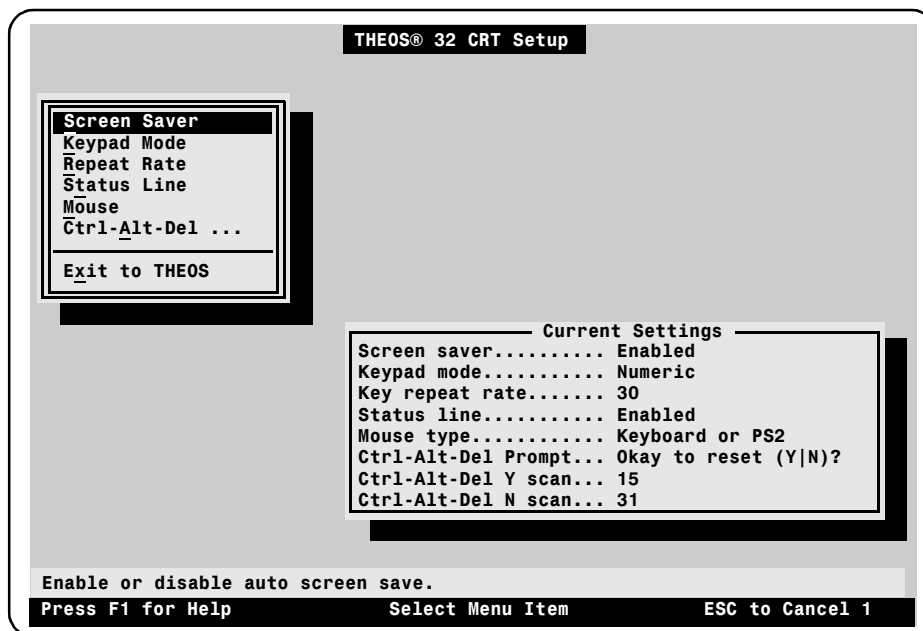 THEOS® 32 CRT Setup
Screen Saver
Keypad Mode
Repeat Rate
Status Line
Mouse
Ctrl-Alt-Del ...
Exit to THEOS
Current Settings
Screen saver.......... Enabled
Keypad mode........... Numeric
Key repeat rate....... 30
Status line........... Enabled
Mouse type............ Keyboard or PS2
Ctrl-Alt-Del Prompt... Okay to reset (Y|N)?
Ctrl-Alt-Del Y scan... 15
Ctrl-Alt-Del N scan... 31
Enable or disable auto screen save.
Press F1 for Help Select Menu Item ESC to Cancel 1